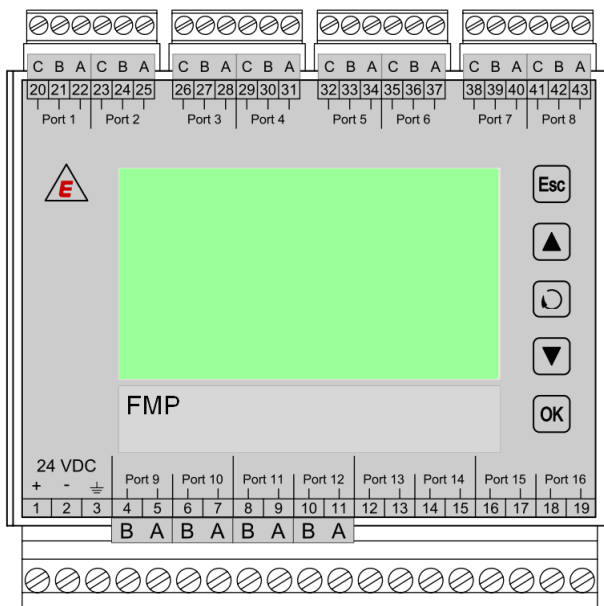 C B A C B A C B A C B A C B A C B A C B A C B A
20 21 22 23 24 25 26 27 28 29 30 31 32 33 34 35 36 37 38 39 40 41 42 43
Port 1 Port 2 Port 3 Port 4 Port 5 Port 6 Port 7 Port 8
E
Esc
FMP
OK
24 VDC
+ -
Port 9 Port 10 Port 11 Port 12 Port 13 Port 14 Port 15 Port 16
1 2 3 4 5 6 7 8 9 10 11 12 13 14 15 16 17 18 19
B A B A B A B A